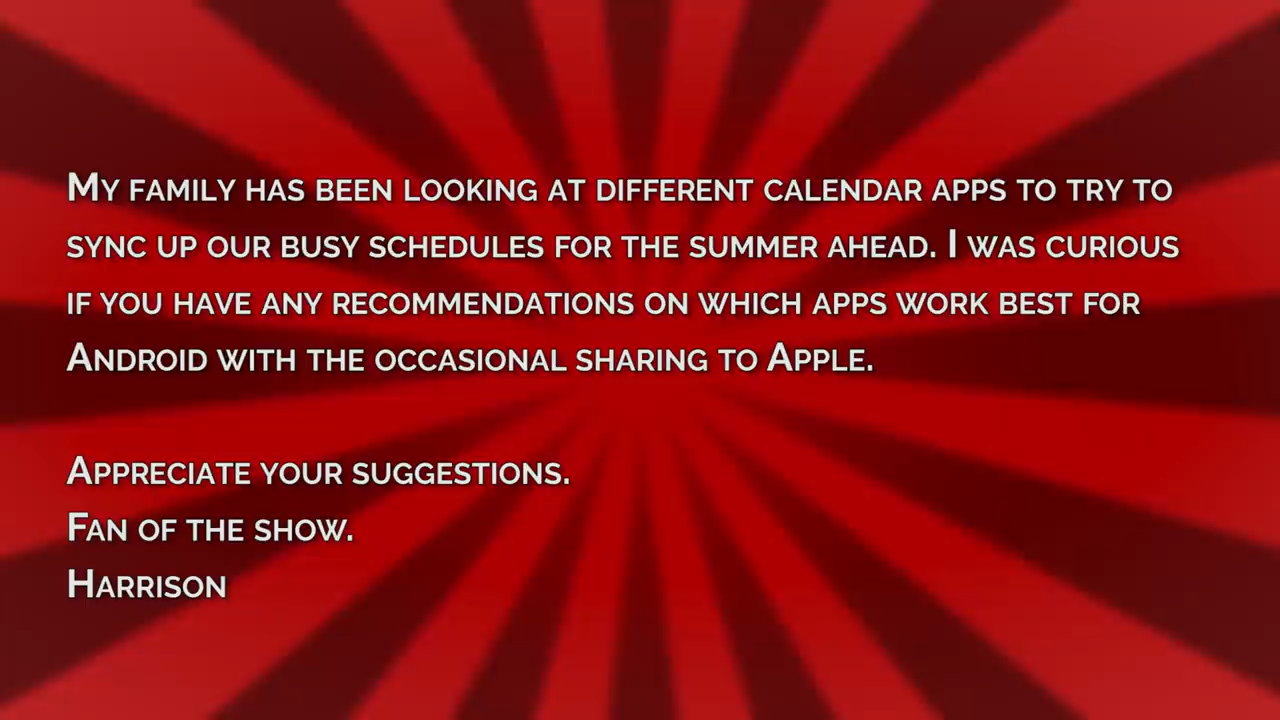 My family has been looking at different calendar apps to try to
sync up our busy schedules for the summer ahead. I was curious
if you have any recommendations on which apps work best for
Android with the occasional sharing to Apple.
Appreciate your suggestions.
Fan of the show.
Harrison